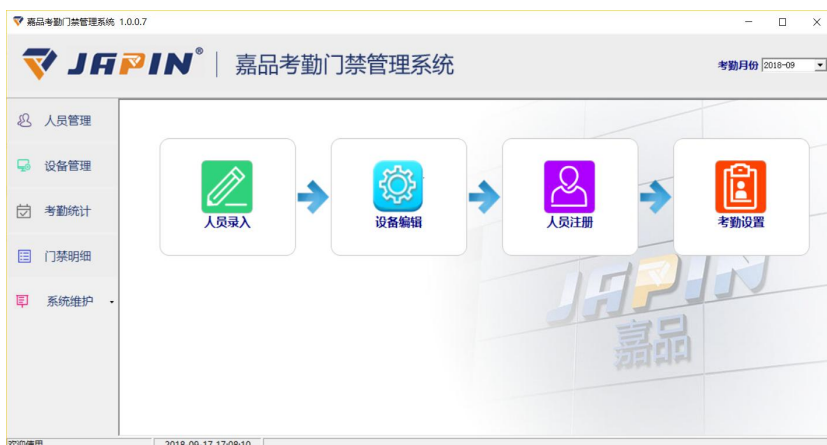 嘉品考勤门禁管理系统 1.0.0.7
JAPIN® 嘉品考勤门禁管理系统
考勤月份 2018-09
人员管理
设备管理
考勤统计
门禁明细
系统维护
人员录入 设备编辑 人员注册 考勤设置
JAPIN
嘉品
欢迎使用 2018-09-17 17:08:10